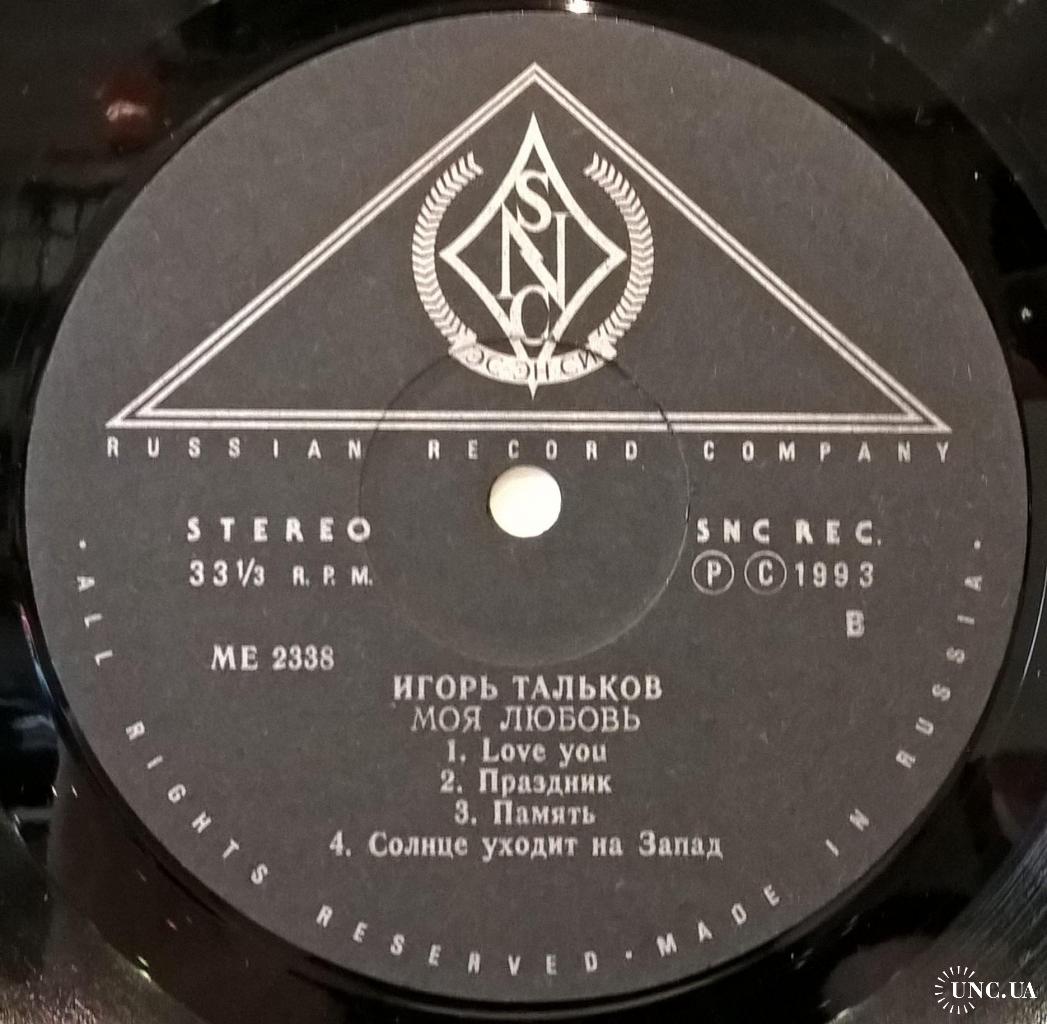 SNC
ЭС·ЭН·СИ
RUSSIAN RECORD COMPANY
STEREO
33 1/3 R. P. M.
SNC REC.
Ⓟ Ⓒ 1993
B
ME 2338
ИГОРЬ ТАЛЬКОВ
МОЯ ЛЮБОВЬ
1. Love you
2. Праздник
3. Память
4. Солнце уходит на Запад
· ALL RIGHTS RESERVED · MADE IN RUSSIA ·
UNC.UA